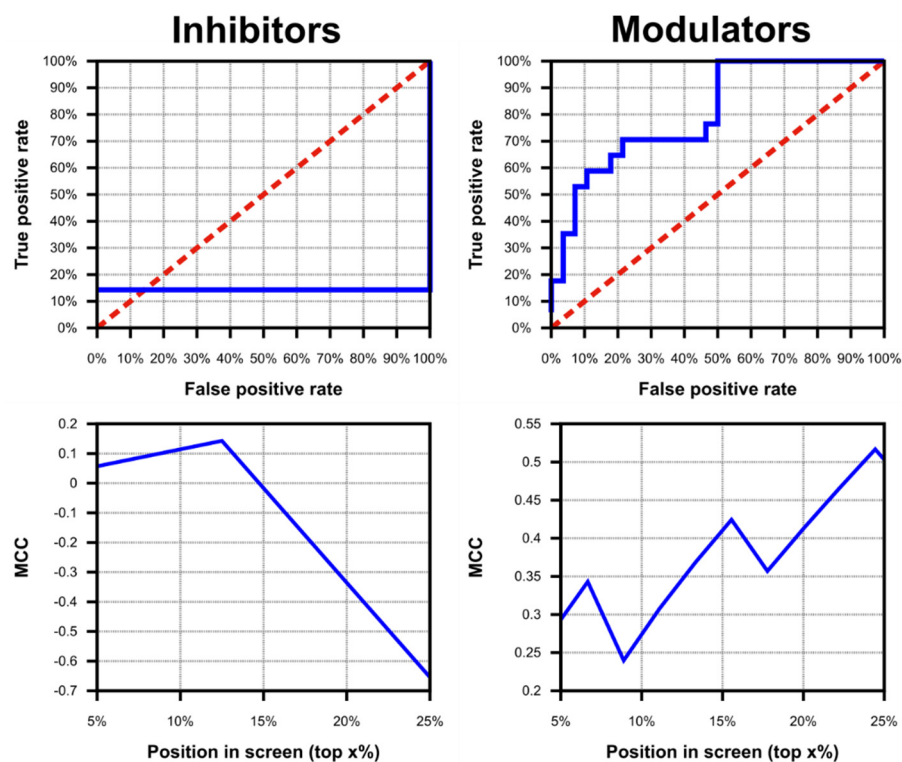 Inhibitors
Modulators
100%
90%
80%
70%
60%
50%
40%
30%
20%
10%
0%
True positive rate
0% 10% 20% 30% 40% 50% 60% 70% 80% 90% 100%
False positive rate
100%
90%
80%
70%
60%
50%
40%
30%
20%
10%
0%
True positive rate
0% 10% 20% 30% 40% 50% 60% 70% 80% 90% 100%
False positive rate
0.2
0.1
0
-0.1
-0.2
-0.3
-0.4
-0.5
-0.6
-0.7
MCC
5% 10% 15% 20% 25%
Position in screen (top x%)
0.55
0.5
0.45
0.4
0.35
0.3
0.25
0.2
MCC
5% 10% 15% 20% 25%
Position in screen (top x%)